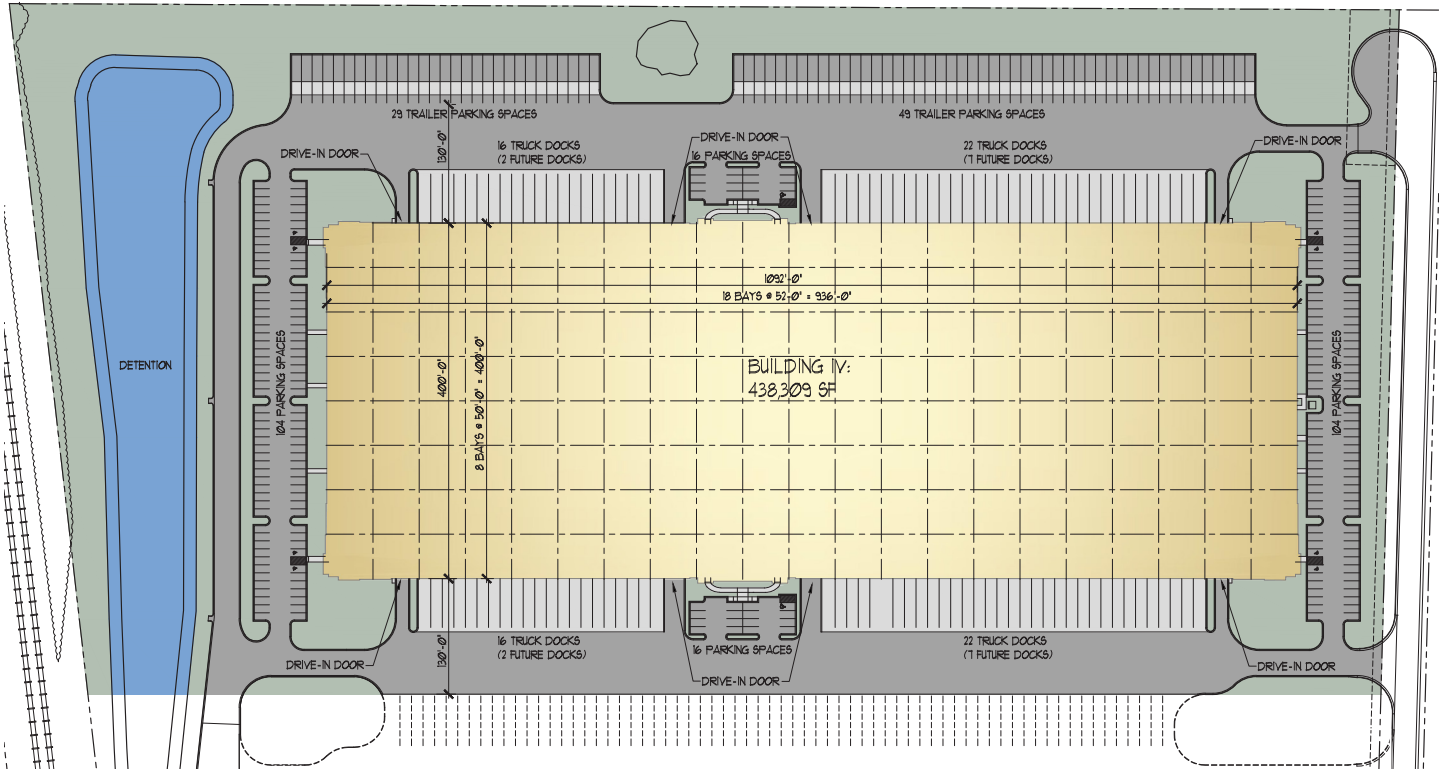 29 TRAILER PARKING SPACES
49 TRAILER PARKING SPACES
DRIVE-IN DOOR
130'-0"
16 TRUCK DOCKS
(2 FUTURE DOCKS)
DRIVE-IN DOOR
16 PARKING SPACES
22 TRUCK DOCKS
(7 FUTURE DOCKS)
DRIVE-IN DOOR
1092'-0"
18 BAYS @ 52'-0" = 936'-0"
DETENTION
104 PARKING SPACES
400'-0"
8 BAYS @ 50'-0" = 400'-0"
BUILDING IV:
438,309 SF
104 PARKING SPACES
DRIVE-IN DOOR
130'-0"
16 TRUCK DOCKS
(2 FUTURE DOCKS)
16 PARKING SPACES
DRIVE-IN DOOR
22 TRUCK DOCKS
(7 FUTURE DOCKS)
DRIVE-IN DOOR